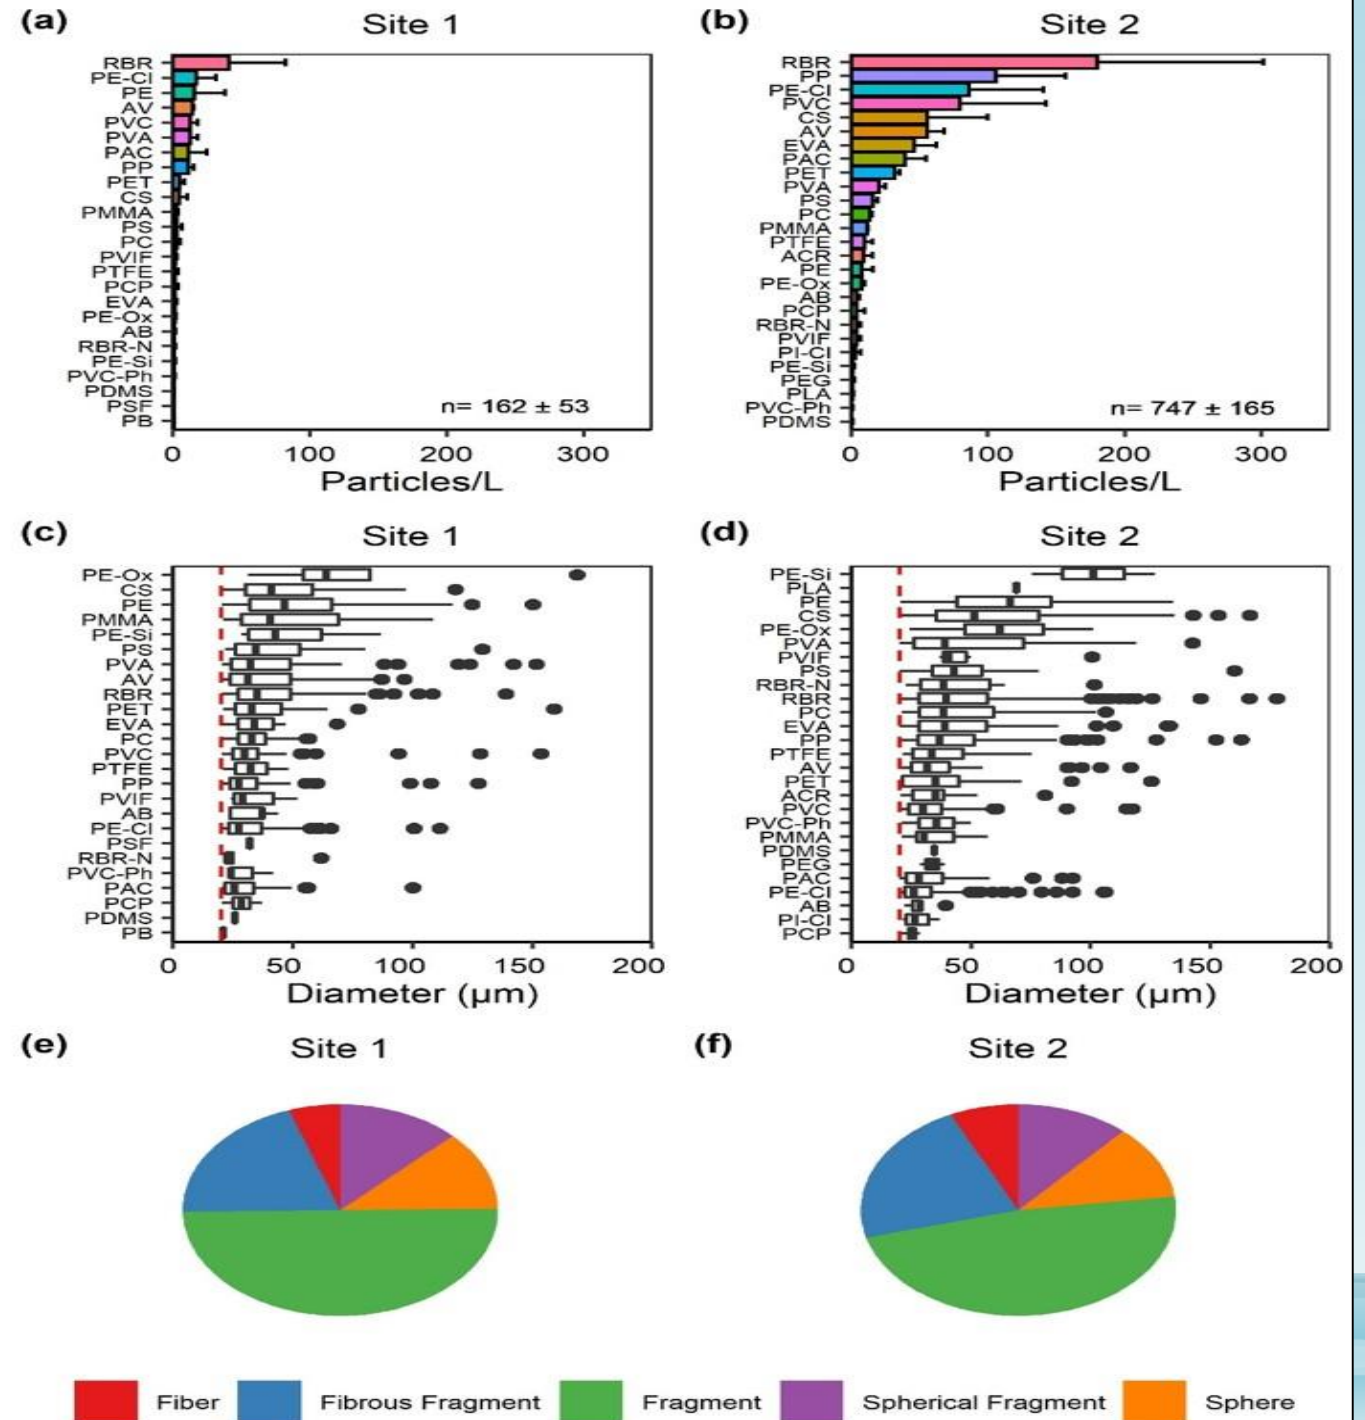 (a) Site 1
RBR
PE-Cl
PE
AV
PVC
PVA
PAC
PP
PET
CS
PMMA
PS
PC
PVIF
PTFE
PCP
EVA
PE-Ox
AB
RBR-N
PE-Si
PVC-Ph
PDMS
PSF
PB
n= 162 ± 53
0 100 200 300
Particles/L
(b) Site 2
RBR
PP
PE-Cl
PVC
CS
AV
EVA
PAC
PET
PVA
PS
PC
PMMA
PTFE
ACR
PE
PE-Ox
AB
PCP
RBR-N
PVIF
PI-Cl
PE-Si
PEG
PLA
PVC-Ph
PDMS
n= 747 ± 165
0 100 200 300
Particles/L
(c) Site 1
PE-Ox
CS
PE
PMMA
PE-Si
PS
PVA
AV
RBR
PET
EVA
PC
PVC
PTFE
PP
PVIF
AB
PE-Cl
PSF
RBR-N
PVC-Ph
PAC
PCP
PDMS
PB
0 50 100 150 200
Diameter (µm)
(d) Site 2
PE-Si
PLA
PE
CS
PE-Ox
PVA
PVIF
PS
RBR-N
RBR
PC
EVA
PP
PTFE
AV
PET
ACR
PVC
PVC-Ph
PMMA
PDMS
PEG
PAC
PE-Cl
AB
PI-Cl
PCP
0 50 100 150 200
Diameter (µm)
(e) Site 1
(f) Site 2
Fiber Fibrous Fragment Fragment Spherical Fragment Sphere